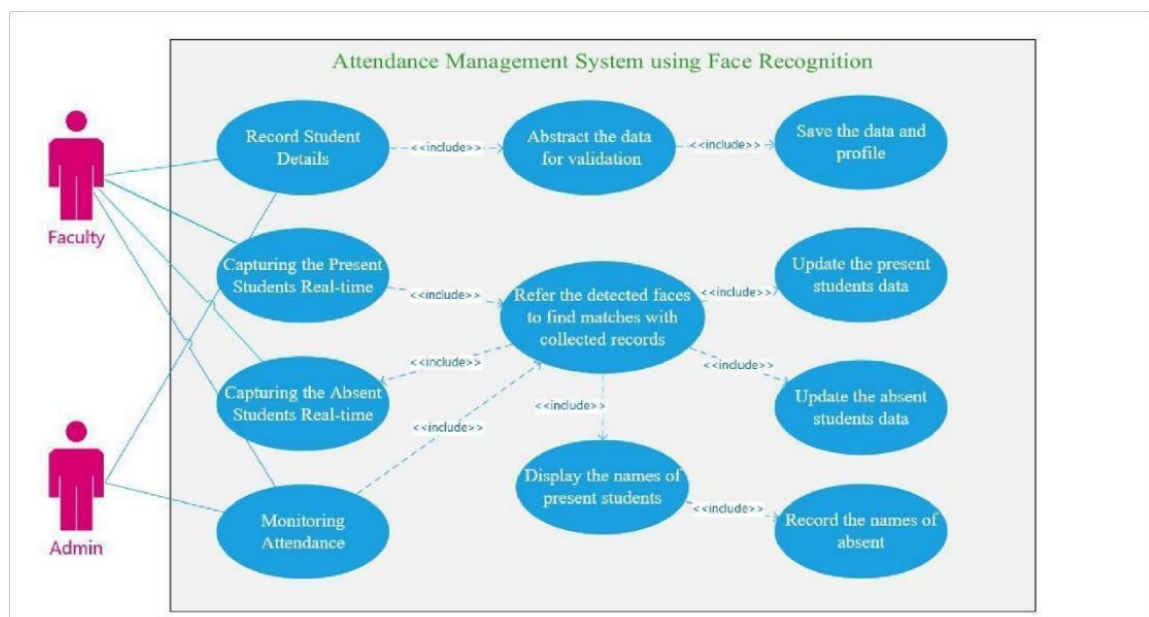 Attendance Management System using Face Recognition
Record Student
Details
<<include>>
Abstract the data
for validation
<<include>>
Save the data and
profile
Faculty
Capturing the Present
Students Real-time
<<include>>
Refer the detected faces
to find matches with
collected records
<<include>>
Update the present
students data
<<include>>
<<include>>
Capturing the Absent
Students Real-time
Update the absent
students data
<<include>>
<<include>>
Display the names of
present students
<<include>>
Record the names of
absent
Admin
Monitoring
Attendance